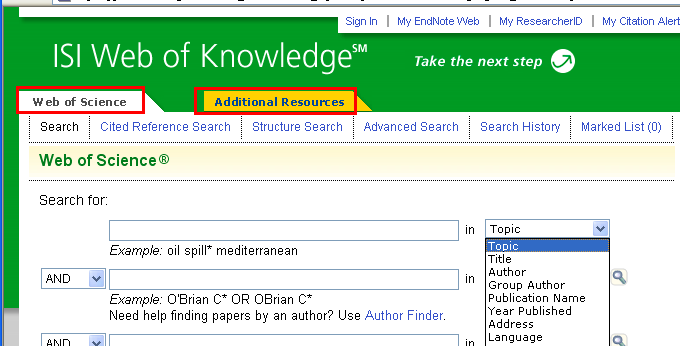 Sign In | My EndNote Web | My ResearcherID | My Citation Alert
ISI Web of Knowledge℠ Take the next step
Web of Science Additional Resources
Search | Cited Reference Search | Structure Search | Advanced Search | Search History | Marked List (0)
Web of Science®
Search for:
in Topic
Example: oil spill* mediterranean
Topic
Title
Author
Group Author
Publication Name
Year Published
Address
Language
AND in
Example: O'Brian C* OR OBrian C*
Need help finding papers by an author? Use Author Finder.
AND in